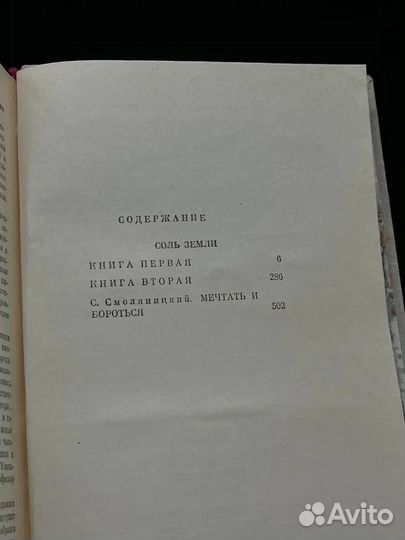 СОДЕРЖАНИЕ
СОЛЬ ЗЕМЛИ
КНИГА ПЕРВАЯ 6
КНИГА ВТОРАЯ 286
С. Смоляницкий. МЕЧТАТЬ И
БОРОТЬСЯ 502
Avito